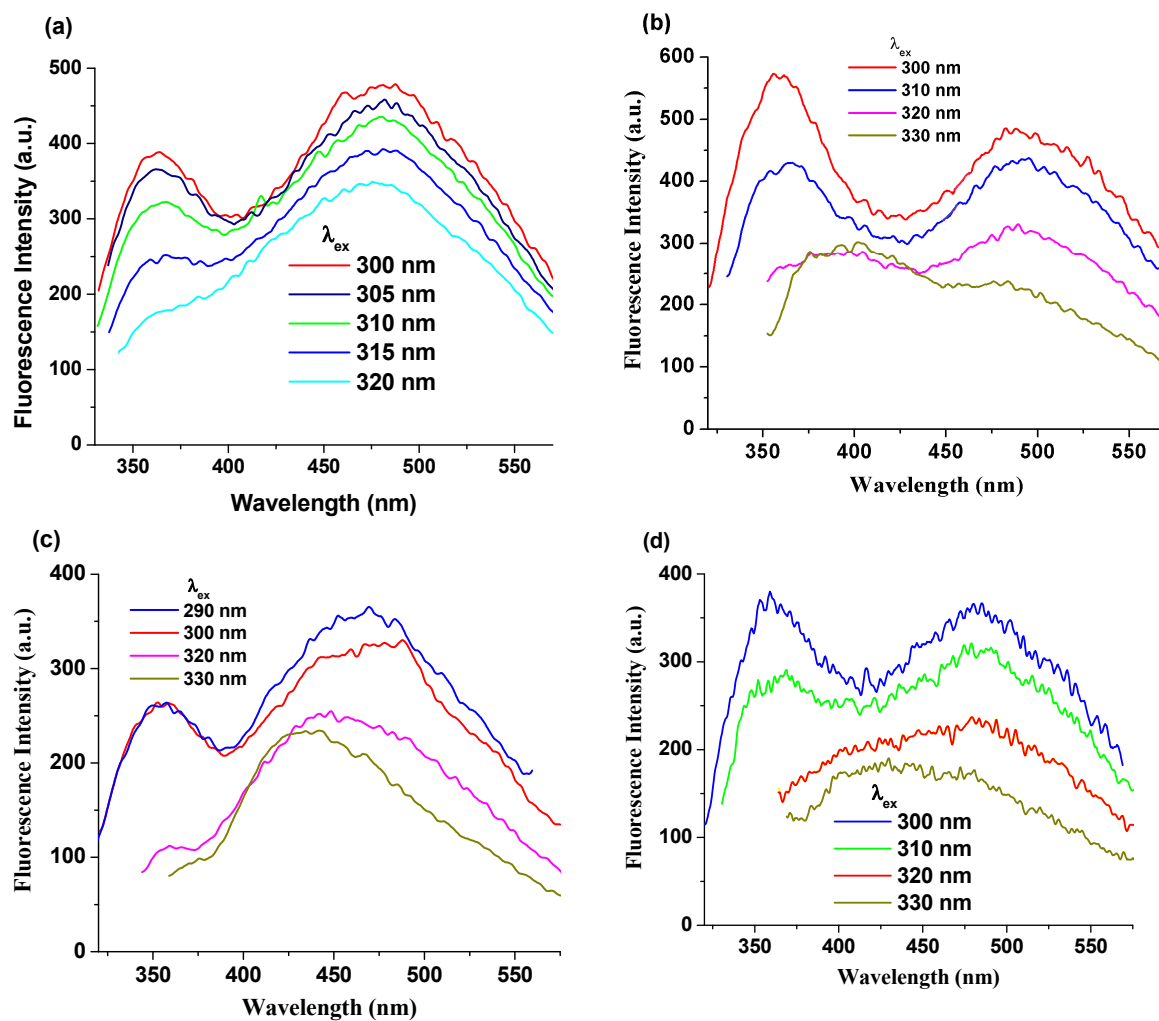 (a)
500
400
300
200
100
0
350
400
450
500
550
Fluorescence Intensity (a.u.)
Wavelength (nm)
λex
300 nm
305 nm
310 nm
315 nm
320 nm
(b)
600
500
400
300
200
100
0
350
400
450
500
550
Fluorescence Intensity (a.u.)
Wavelength (nm)
λex
300 nm
310 nm
320 nm
330 nm
(c)
400
300
200
100
0
350
400
450
500
550
Fluorescence Intensity (a.u.)
Wavelength (nm)
λex
290 nm
300 nm
320 nm
330 nm
(d)
400
300
200
100
0
350
400
450
500
550
Fluorescence Intensity (a.u.)
Wavelength (nm)
λex
300 nm
310 nm
320 nm
330 nm